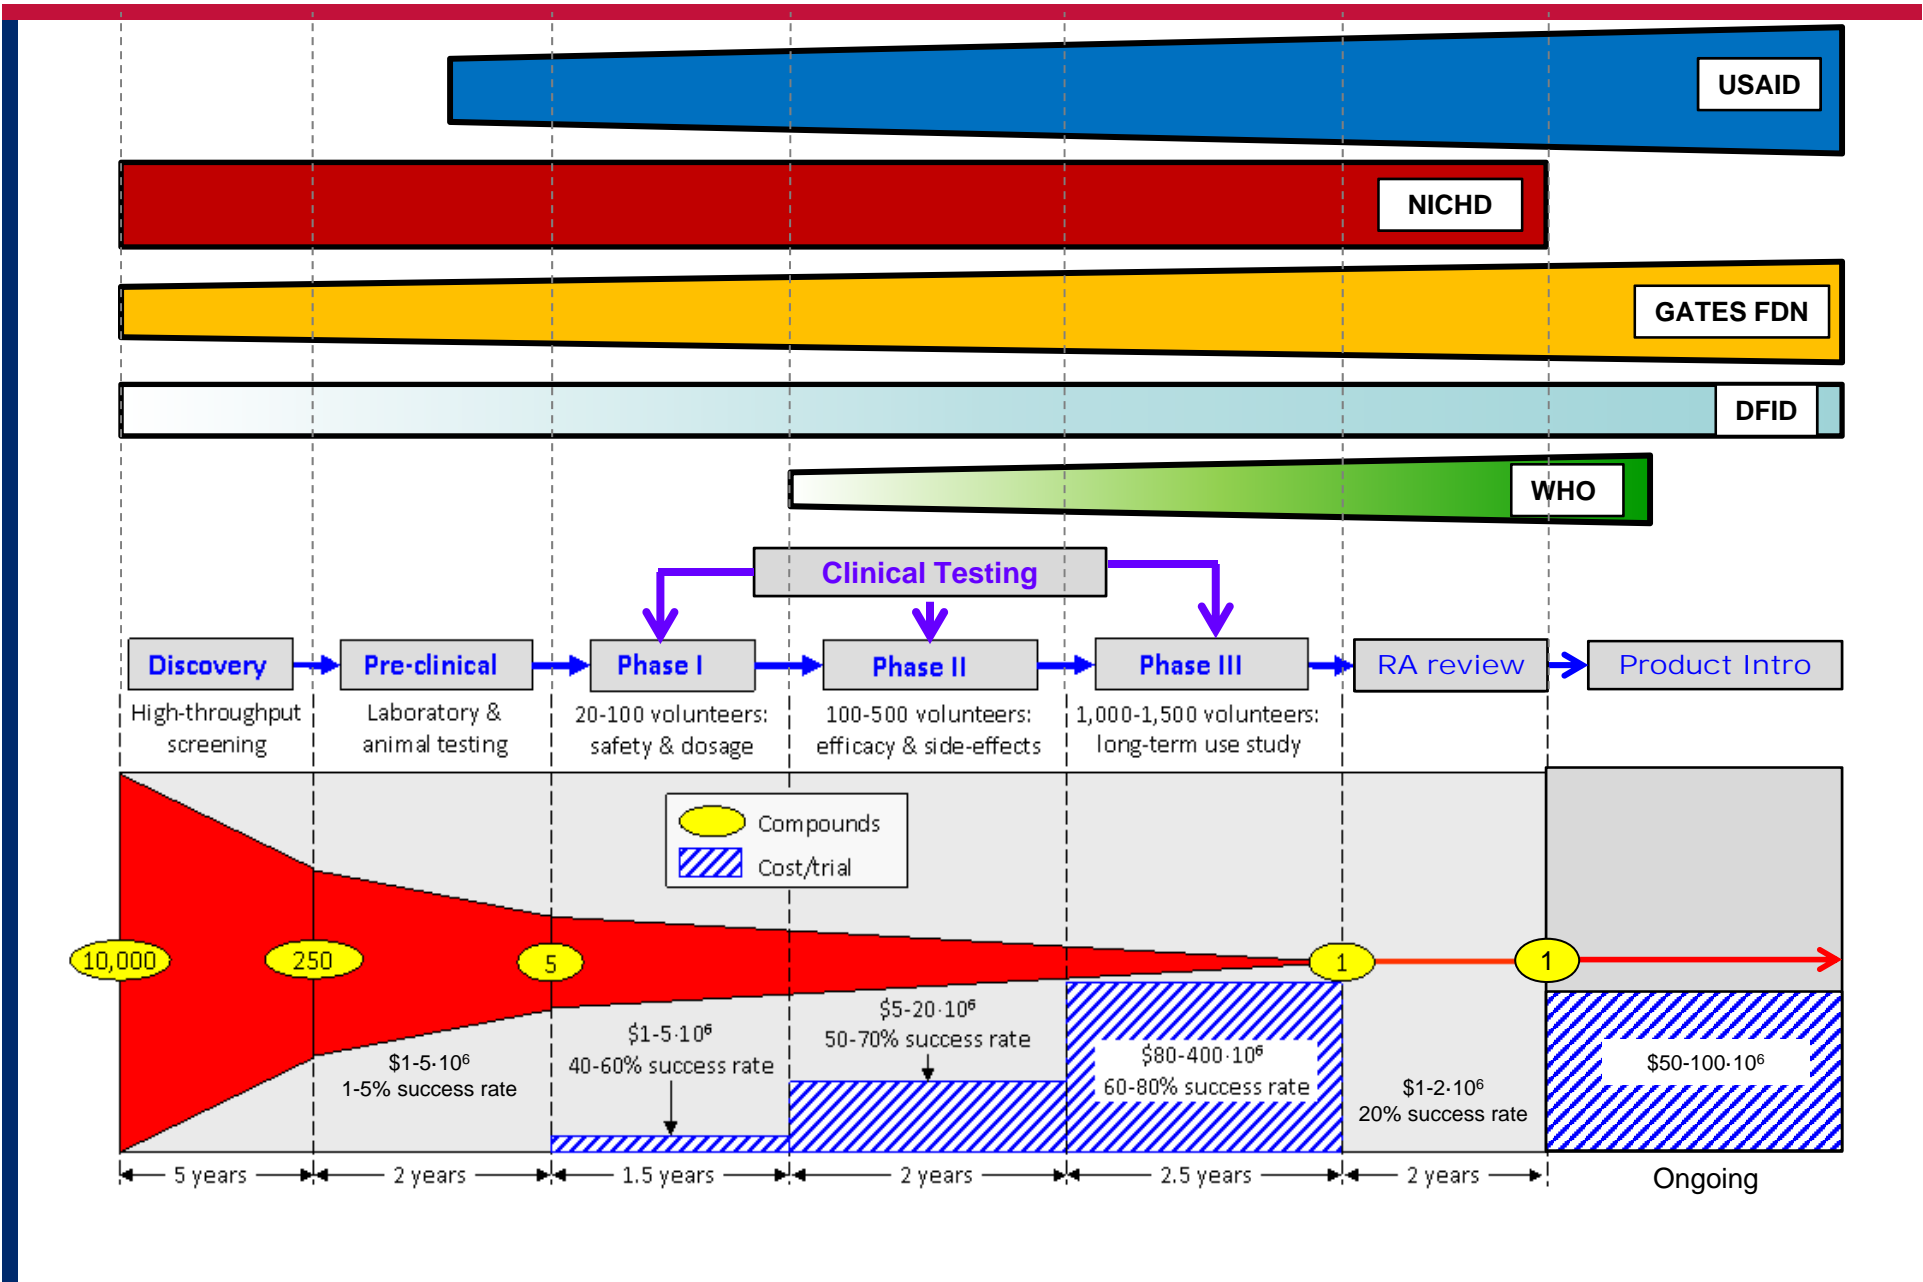 USAID
NICHD
GATES FDN
DFID
WHO
Clinical Testing
Discovery
Pre-clinical
Phase I
Phase II
Phase III
RA review
Product Intro
High-throughput
screening
Laboratory &
animal testing
20-100 volunteers:
safety & dosage
100-500 volunteers:
efficacy & side-effects
1,000-1,500 volunteers:
long-term use study
Compounds
Cost/trial
10,000
250
5
1
1
$1-5·10⁶
1-5% success rate
$1-5·10⁶
40-60% success rate
$5-20·10⁶
50-70% success rate
$80-400·10⁶
60-80% success rate
$1-2·10⁶
20% success rate
$50-100·10⁶
5 years
2 years
1.5 years
2 years
2.5 years
2 years
Ongoing